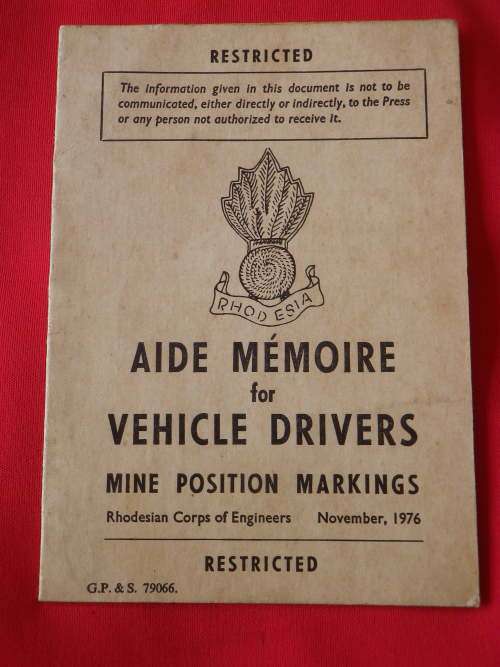 RESTRICTED
The information given in this document is not to be
communicated, either directly or indirectly, to the Press
or any person not authorized to receive it.
RHODESIA
AIDE MÉMOIRE
for
VEHICLE DRIVERS
MINE POSITION MARKINGS
Rhodesian Corps of Engineers November, 1976
RESTRICTED
G.P. & S. 79066.